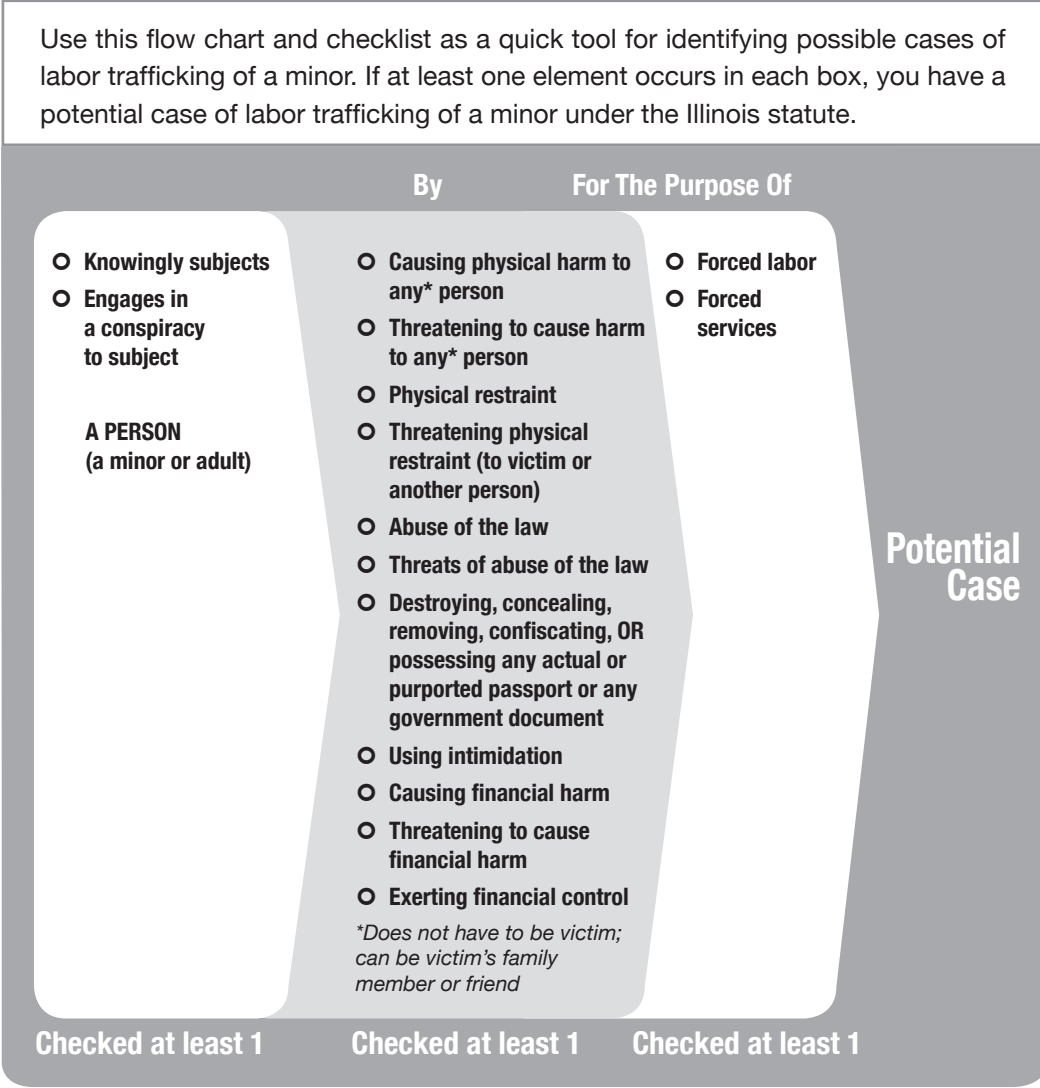 Use this flow chart and checklist as a quick tool for identifying possible cases of
labor trafficking of a minor. If at least one element occurs in each box, you have a
potential case of labor trafficking of a minor under the Illinois statute.
By
For The Purpose Of
Knowingly subjects
Engages in
a conspiracy
to subject
A PERSON
(a minor or adult)
Causing physical harm to
any* person
Threatening to cause harm
to any* person
Physical restraint
Threatening physical
restraint (to victim or
another person)
Abuse of the law
Threats of abuse of the law
Destroying, concealing,
removing, confiscating, OR
possessing any actual or
purported passport or any
government document
Using intimidation
Causing financial harm
Threatening to cause
financial harm
Exerting financial control
*Does not have to be victim;
can be victim's family
member or friend
Forced labor
Forced
services
Potential
Case
Checked at least 1
Checked at least 1
Checked at least 1